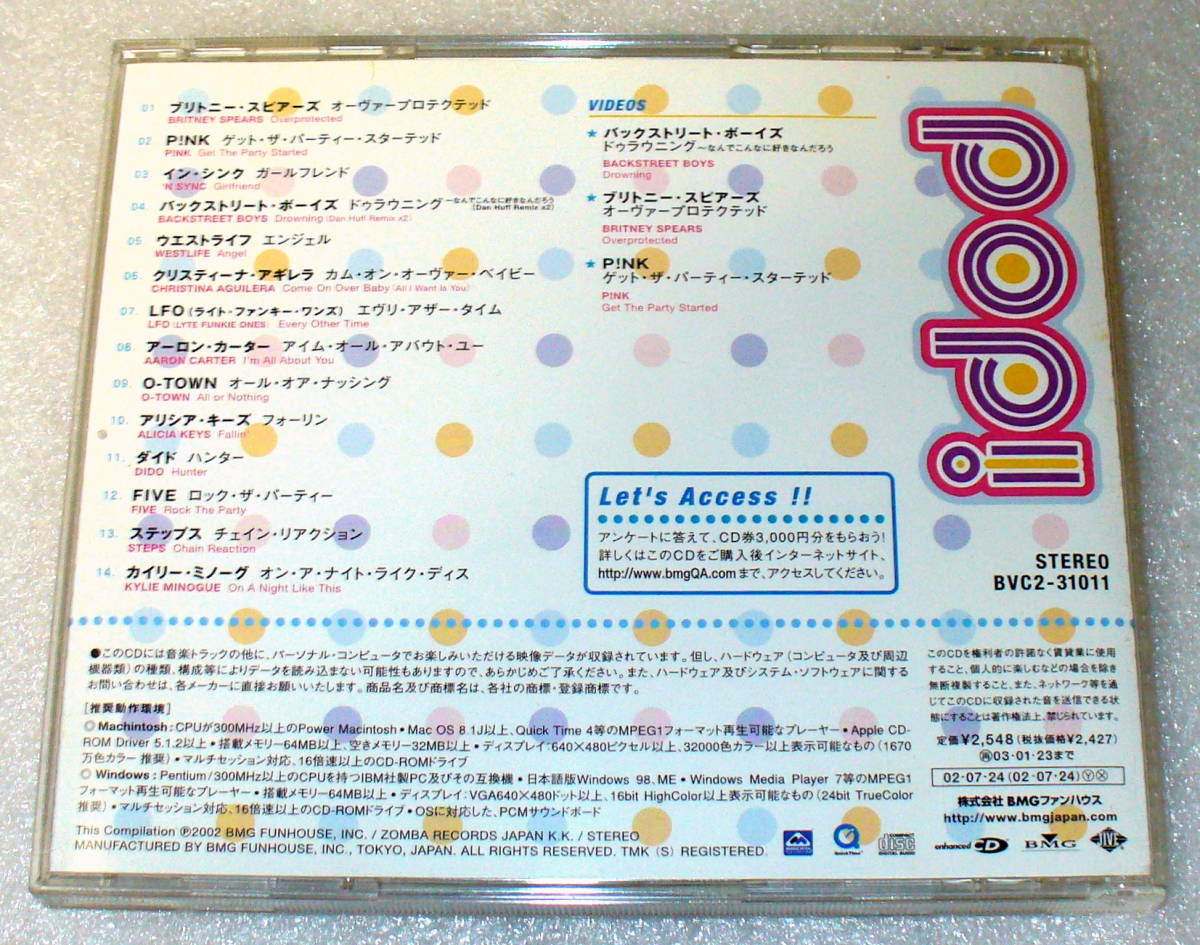 01 ブリトニー・スピアーズ オーヴァープロテクテッド
BRITNEY SPEARS Overprotected
02 P!NK ゲット・ザ・パーティー・スターテッド
P!NK Get The Party Started
03 イン・シンク ガールフレンド
'N SYNC Girlfriend
04. バックストリート・ボーイズ ドゥラウニング ~なんでこんなに好きなんだろう
(Dan Huff Remix x2)
BACKSTREET BOYS Drowning (Dan Huff Remix x2)
05 ウエストライフ エンジェル
WESTLIFE Angel
06. クリスティーナ・アギレラ カム・オン・オーヴァー・ベイビー
CHRISTINA AGUILERA Come On Over Baby (All I Want Is You)
07. LFO (ライト・ファンキー・ワンズ) エヴリ・アザー・タイム
LFO (LYTE FUNKIE ONES) Every Other Time
08. アーロン・カーター アイム・オール・アバウト・ユー
AARON CARTER I'm All About You
09. O-TOWN オール・オア・ナッシング
O-TOWN All or Nothing
10. アリシア・キーズ フォーリン
ALICIA KEYS Fallin'
11. ダイド ハンター
DIDO Hunter
12. FIVE ロック・ザ・パーティー
FIVE Rock The Party
13. ステップス チェイン・リアクション
STEPS Chain Reaction
14. カイリー・ミノーグ オン・ア・ナイト・ライク・ディス
KYLIE MINOGUE On A Night Like This
VIDEOS
★ バックストリート・ボーイズ
ドゥラウニング~なんでこんなに好きなんだろう
BACKSTREET BOYS
Drowning
★ ブリトニー・スピアーズ
オーヴァープロテクテッド
BRITNEY SPEARS
Overprotected
★ P!NK
ゲット・ザ・パーティー・スターテッド
P!NK
Get The Party Started
Let's Access !!
アンケートに答えて、CD券3,000円分をもらおう!
詳しくはこのCDをご購入後インターネットサイト、
http://www.bmgQA.comまで、アクセスしてください。
popii
STEREO
BVC2-31011
●このCDには音楽トラックの他に、パーソナル・コンピュータでお楽しみいただける映像データが収録されています。但し、ハードウェア(コンピュータ及び周辺
機器類)の種類、構成等によりデータを読み込まない可能性もありますので、あらかじめご了承ください。また、ハードウェア及びシステム・ソフトウェアに関する
お問い合わせは、各メーカーに直接お願いいたします。商品名及び商標名は、各社の商標・登録商標です。
[推奨動作環境]
◎Macintosh:CPUが300MHz以上のPower Macintosh・Mac OS 8.1J以上、Quick Time 4等のMPEG1フォーマット再生可能なプレーヤー・Apple CD-
ROM Driver 5.1.2以上・搭載メモリー64MB以上、空きメモリー32MB以上・ディスプレイ:640×480ピクセル以上、32000色カラー以上表示可能なもの(1670
万色カラー 推奨)・マルチセッション対応、16倍速以上のCD-ROMドライブ
◎Windows:Pentium/300MHz以上のCPUを持つIBM社製PC及びその互換機・日本語版Windows 98、ME・Windows Media Player 7等のMPEG1
フォーマット再生可能なプレーヤー・搭載メモリー64MB以上・ディスプレイ:VGA640×480ドット以上、16bit HighColor以上表示可能なもの(24bit TrueColor
推奨)・マルチセッション対応、16倍速以上のCD-ROMドライブ・OSに対応した、PCMサウンドボード
This Compilation ℗2002 BMG FUNHOUSE, INC. / ZOMBA RECORDS JAPAN K.K. / STEREO
MANUFACTURED BY BMG FUNHOUSE, INC., TOKYO, JAPAN. ALL RIGHTS RESERVED. TMK (S) REGISTERED.
QuickTime
COMPACT
disc
DIGITAL AUDIO
このCDを権利者の許諾なく賃貸業に使用
すること、個人的に楽しむなどの場合を除き
無断複製すること、また、ネットワーク等を通
じてこのCDに収録された音を送信できる状
態にすることは著作権法上、禁じられています。
定価¥2,548(税抜価格¥2,427)
再03・01・23まで
02・07・24(02・07・24)ⓎⓍ
株式会社 BMGファンハウス
http://www.bmgjapan.com
enhanced CD
BMG
JIVE